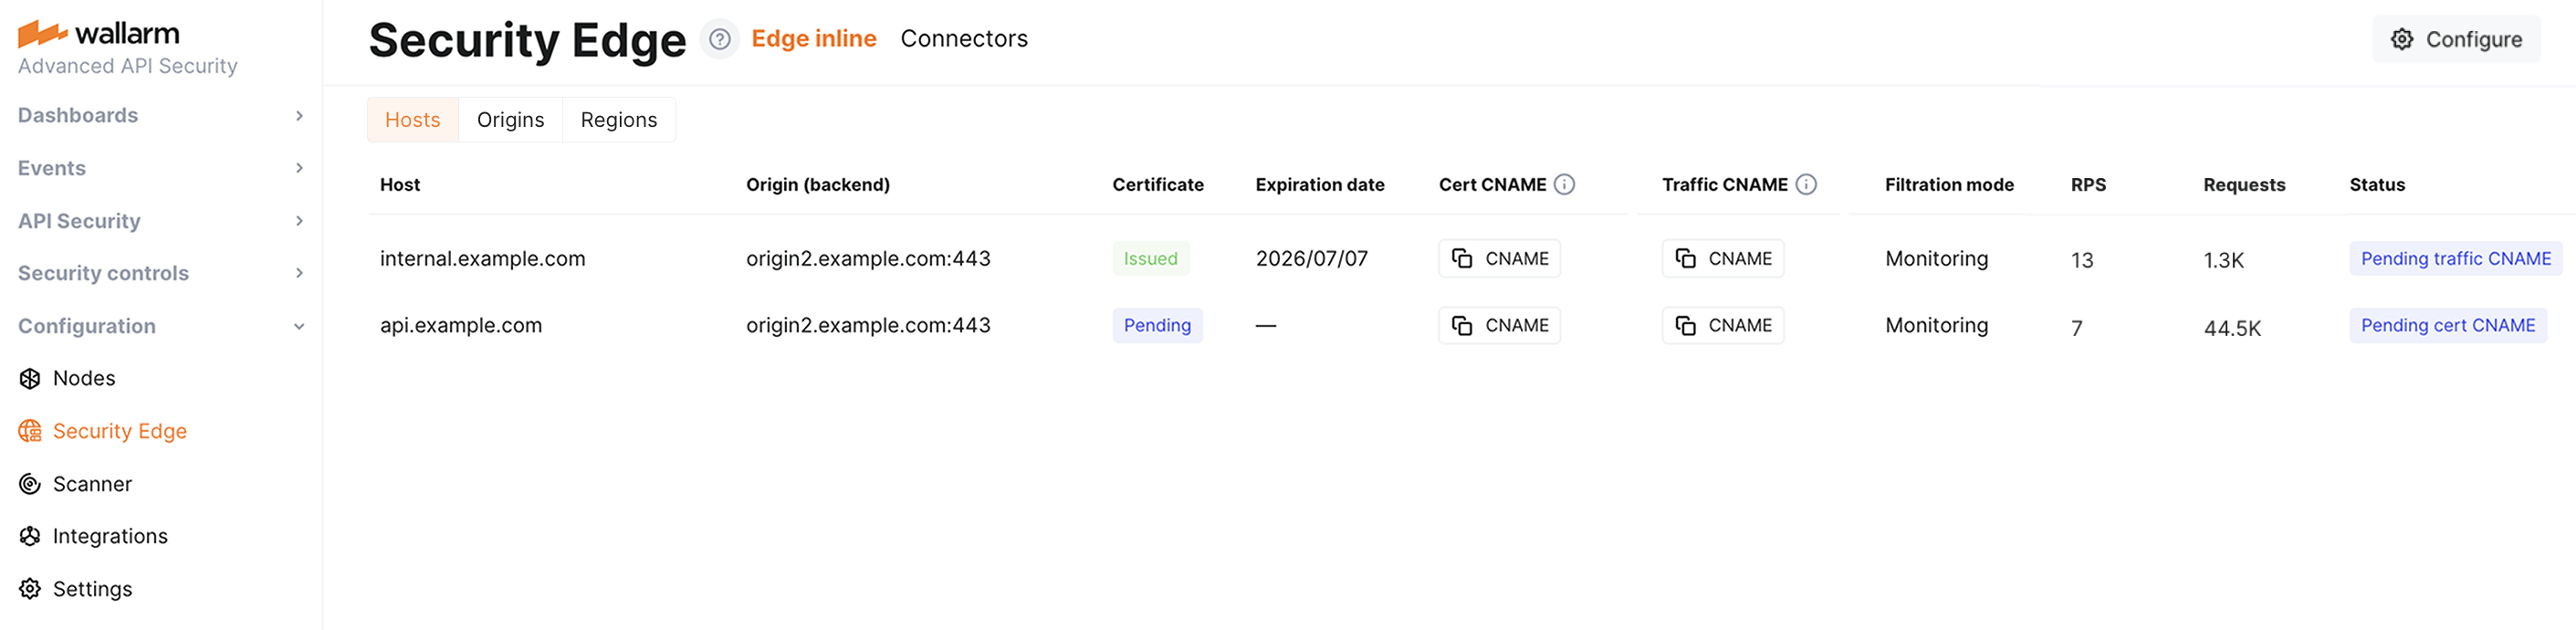 wallarm
Advanced API Security
Dashboards
Events
API Security
Security controls
Configuration
Nodes
Security Edge
Scanner
Integrations
Settings
Security Edge ? Edge inline Connectors
Configure
Hosts Origins Regions
Host Origin (backend) Certificate Expiration date Cert CNAME Traffic CNAME Filtration mode RPS Requests Status
internal.example.com origin2.example.com:443 Issued 2026/07/07 CNAME CNAME Monitoring 13 1.3K Pending traffic CNAME
api.example.com origin2.example.com:443 Pending — CNAME CNAME Monitoring 7 44.5K Pending cert CNAME